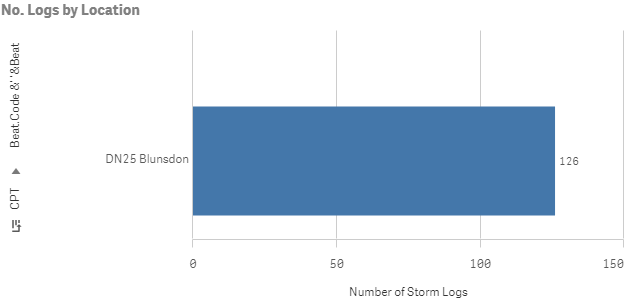 No. Logs by Location
Beat.Code &' '&Beat
CPT
DN25 Blunsdon
126
0
50
100
150
Number of Storm Logs